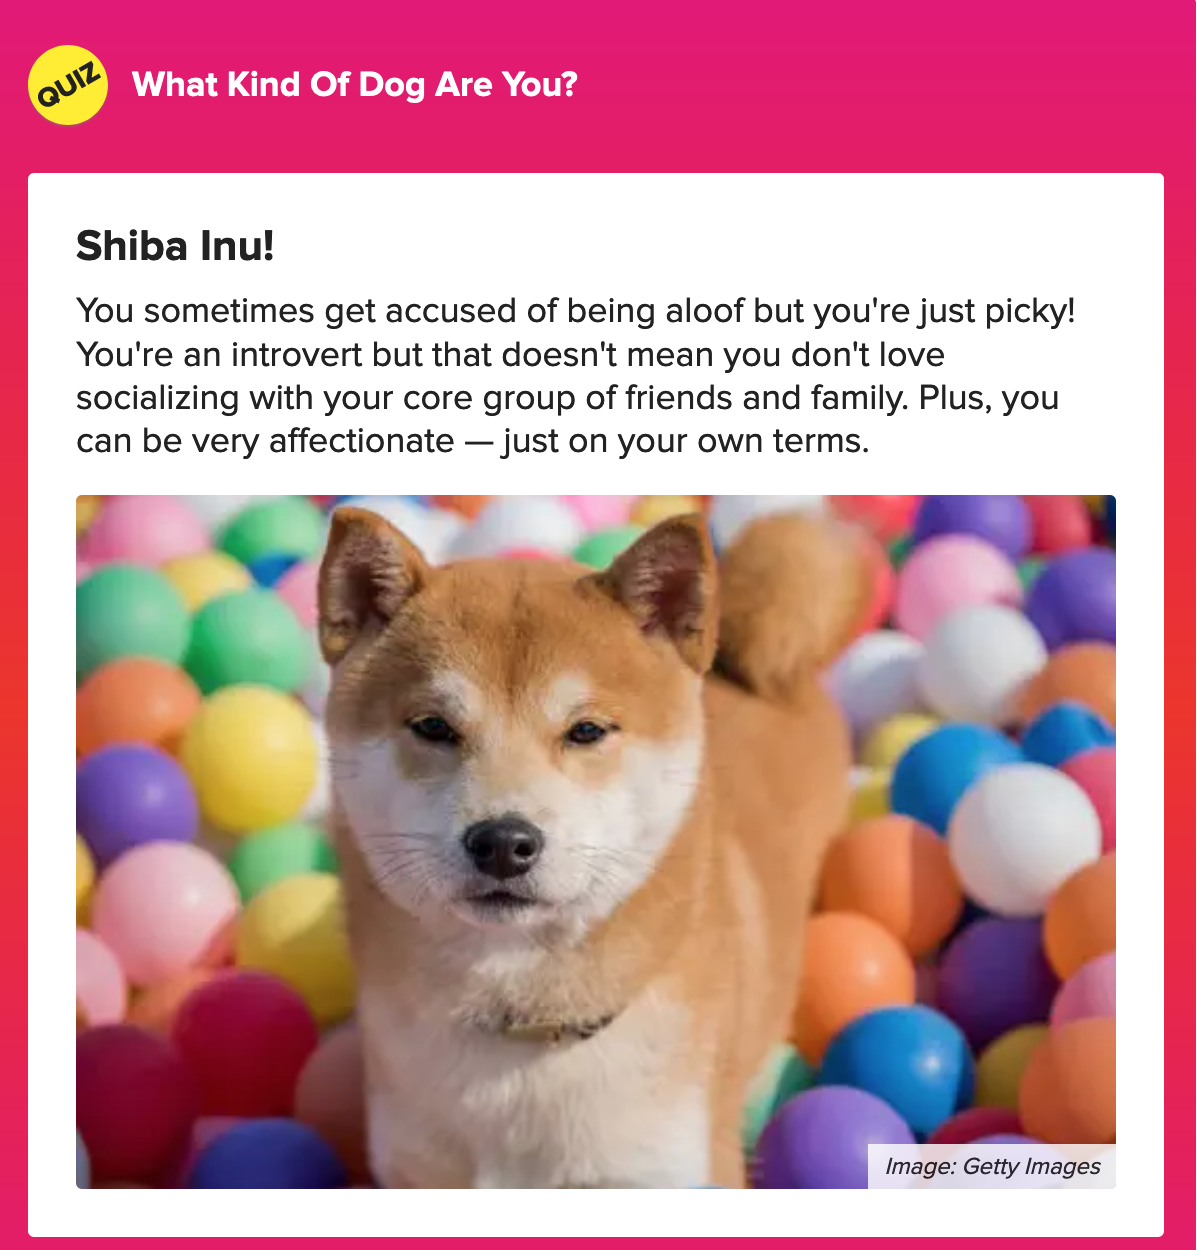 QUIZ
What Kind Of Dog Are You?
Shiba Inu!
You sometimes get accused of being aloof but you're just picky!
You're an introvert but that doesn't mean you don't love
socializing with your core group of friends and family. Plus, you
can be very affectionate — just on your own terms.
Image: Getty Images